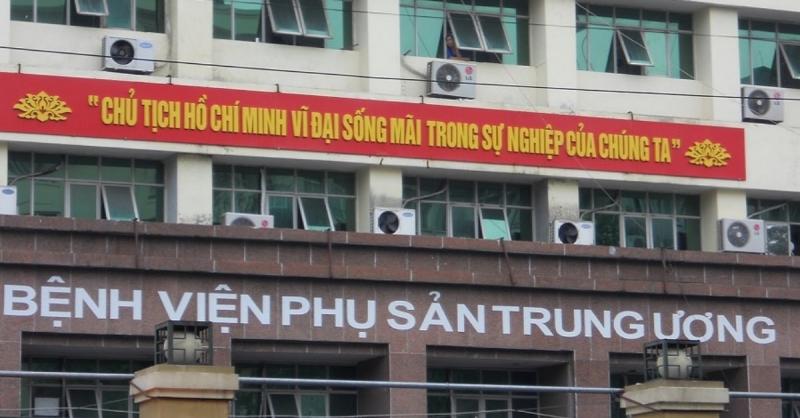 "CHỦ TỊCH HỒ CHÍ MINH VĨ ĐẠI SỐNG MÃI TRONG SỰ NGHIỆP CỦA CHÚNG TA"
BỆNH VIỆN PHỤ SẢN TRUNG ƯƠNG